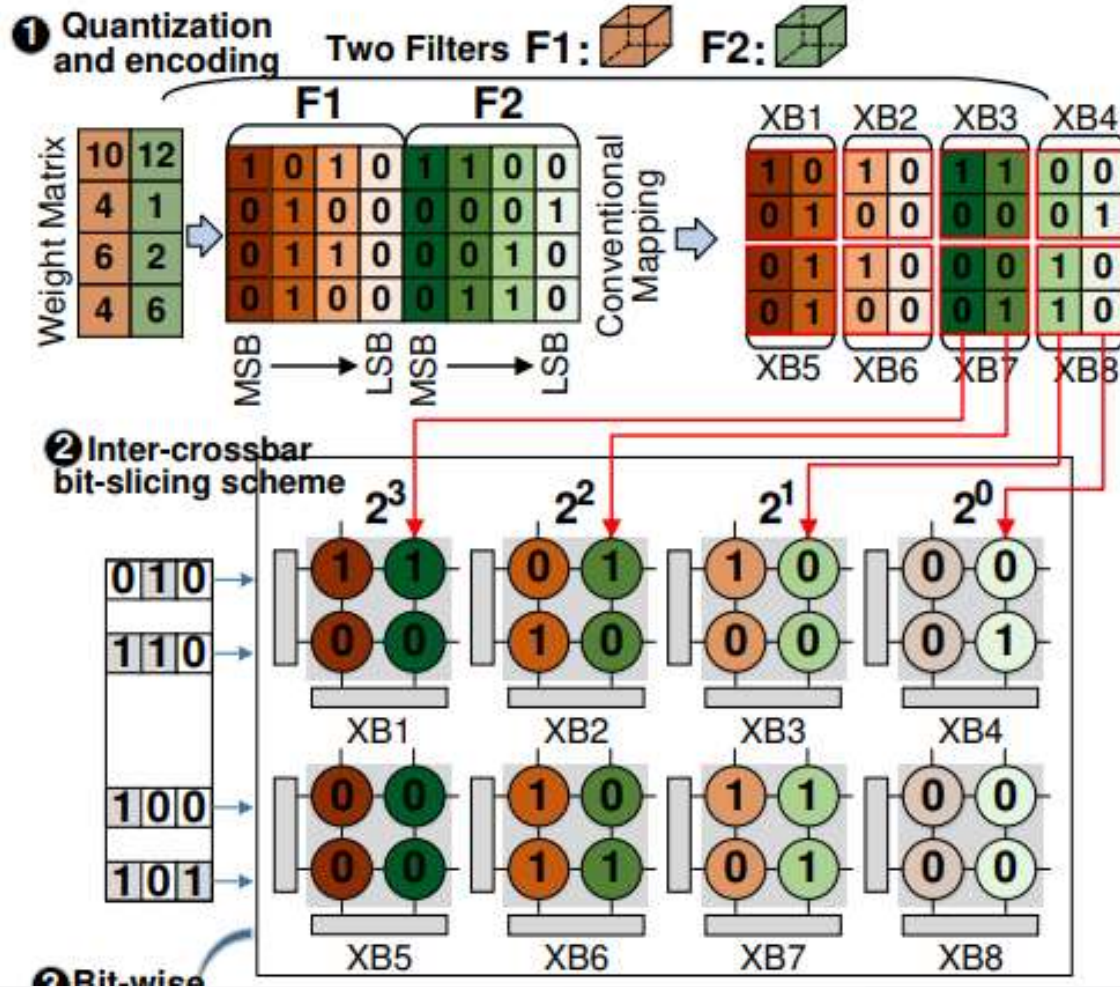 ❶ Quantization
and encoding
Two Filters F1: F2:
F1 F2
XB1 XB2 XB3 XB4
Weight Matrix
10 12
4 1
6 2
4 6
1 0 1 0 1 1 0 0
0 1 0 0 0 0 0 1
0 1 1 0 0 0 1 0
0 1 0 0 0 1 1 0
MSB LSB MSB LSB
Conventional
Mapping
1 0 1 0 1 1 0 0
0 1 0 0 0 0 0 1
0 1 1 0 0 0 1 0
0 1 0 0 0 1 1 0
XB5 XB6 XB7 XB8
❷ Inter-crossbar
bit-slicing scheme
2³ 2² 2¹ 2⁰
0 1 0
1 1 0
1 0 0
1 0 1
1 1 0 1 1 0 0 0
0 0 1 0 0 0 0 1
XB1 XB2 XB3 XB4
0 0 1 0 1 1 0 0
0 0 1 1 0 1 0 0
XB5 XB6 XB7 XB8
❸ Bit-wise